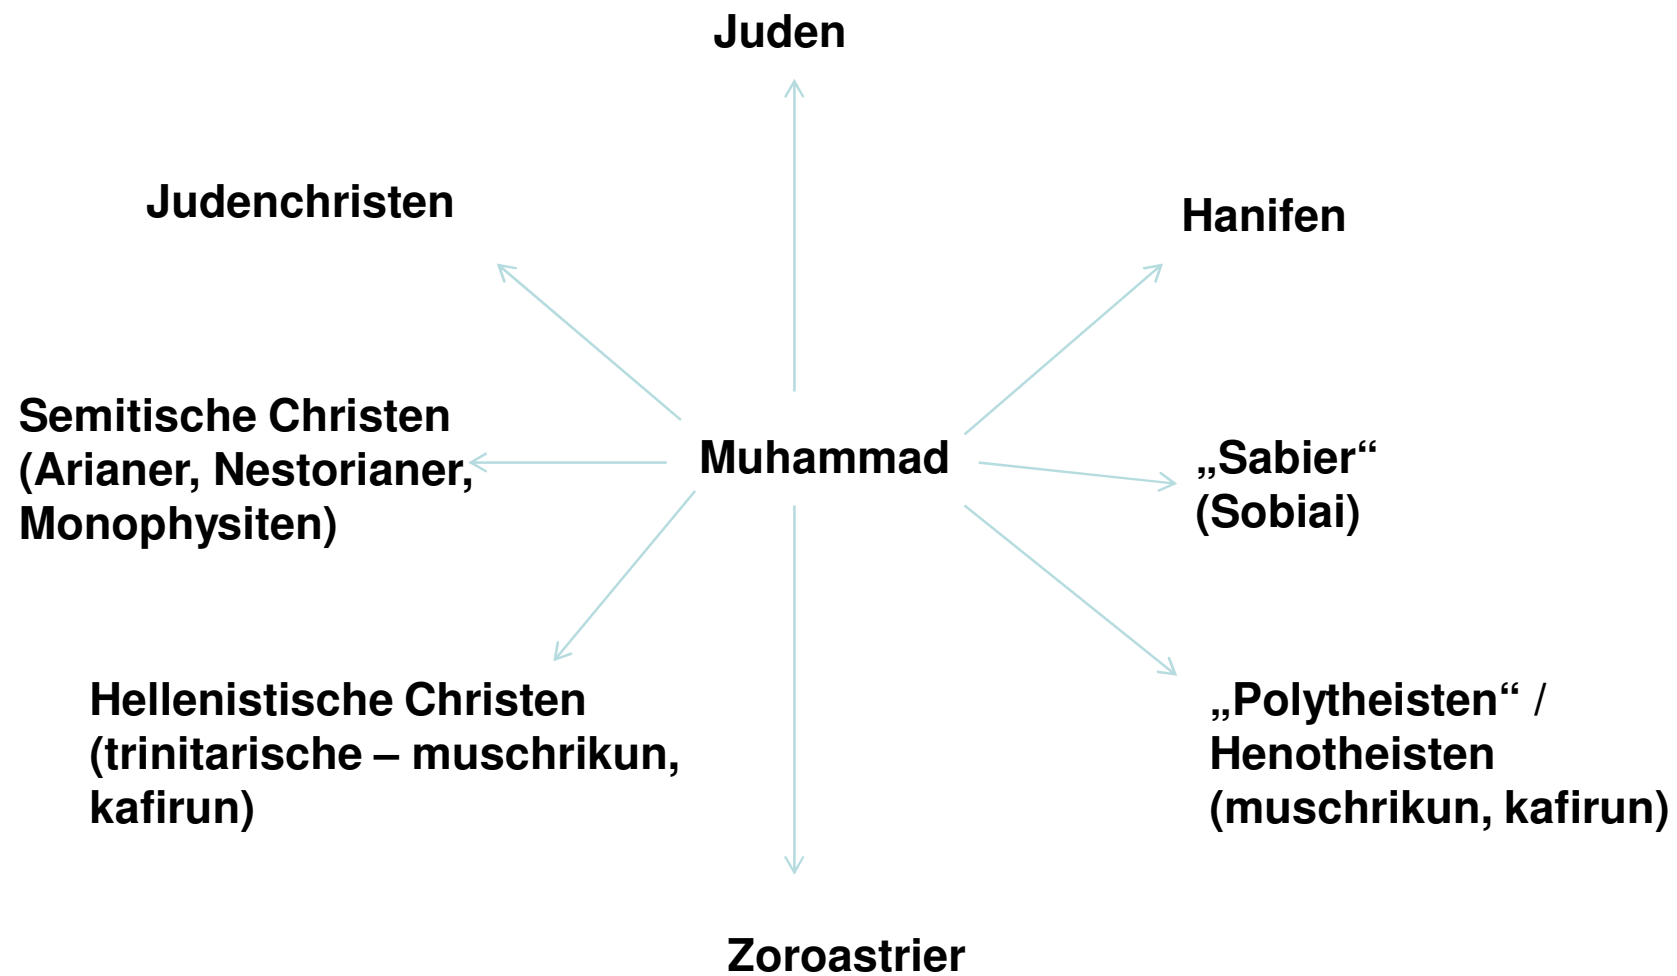 Juden
Judenchristen
Hanifen
Semitische Christen
(Arianer, Nestorianer,
Monophysiten)
Muhammad
„Sabier“
(Sobiai)
Hellenistische Christen
(trinitarische – muschrikun,
kafirun)
„Polytheisten“ /
Henotheisten
(muschrikun, kafirun)
Zoroastrier